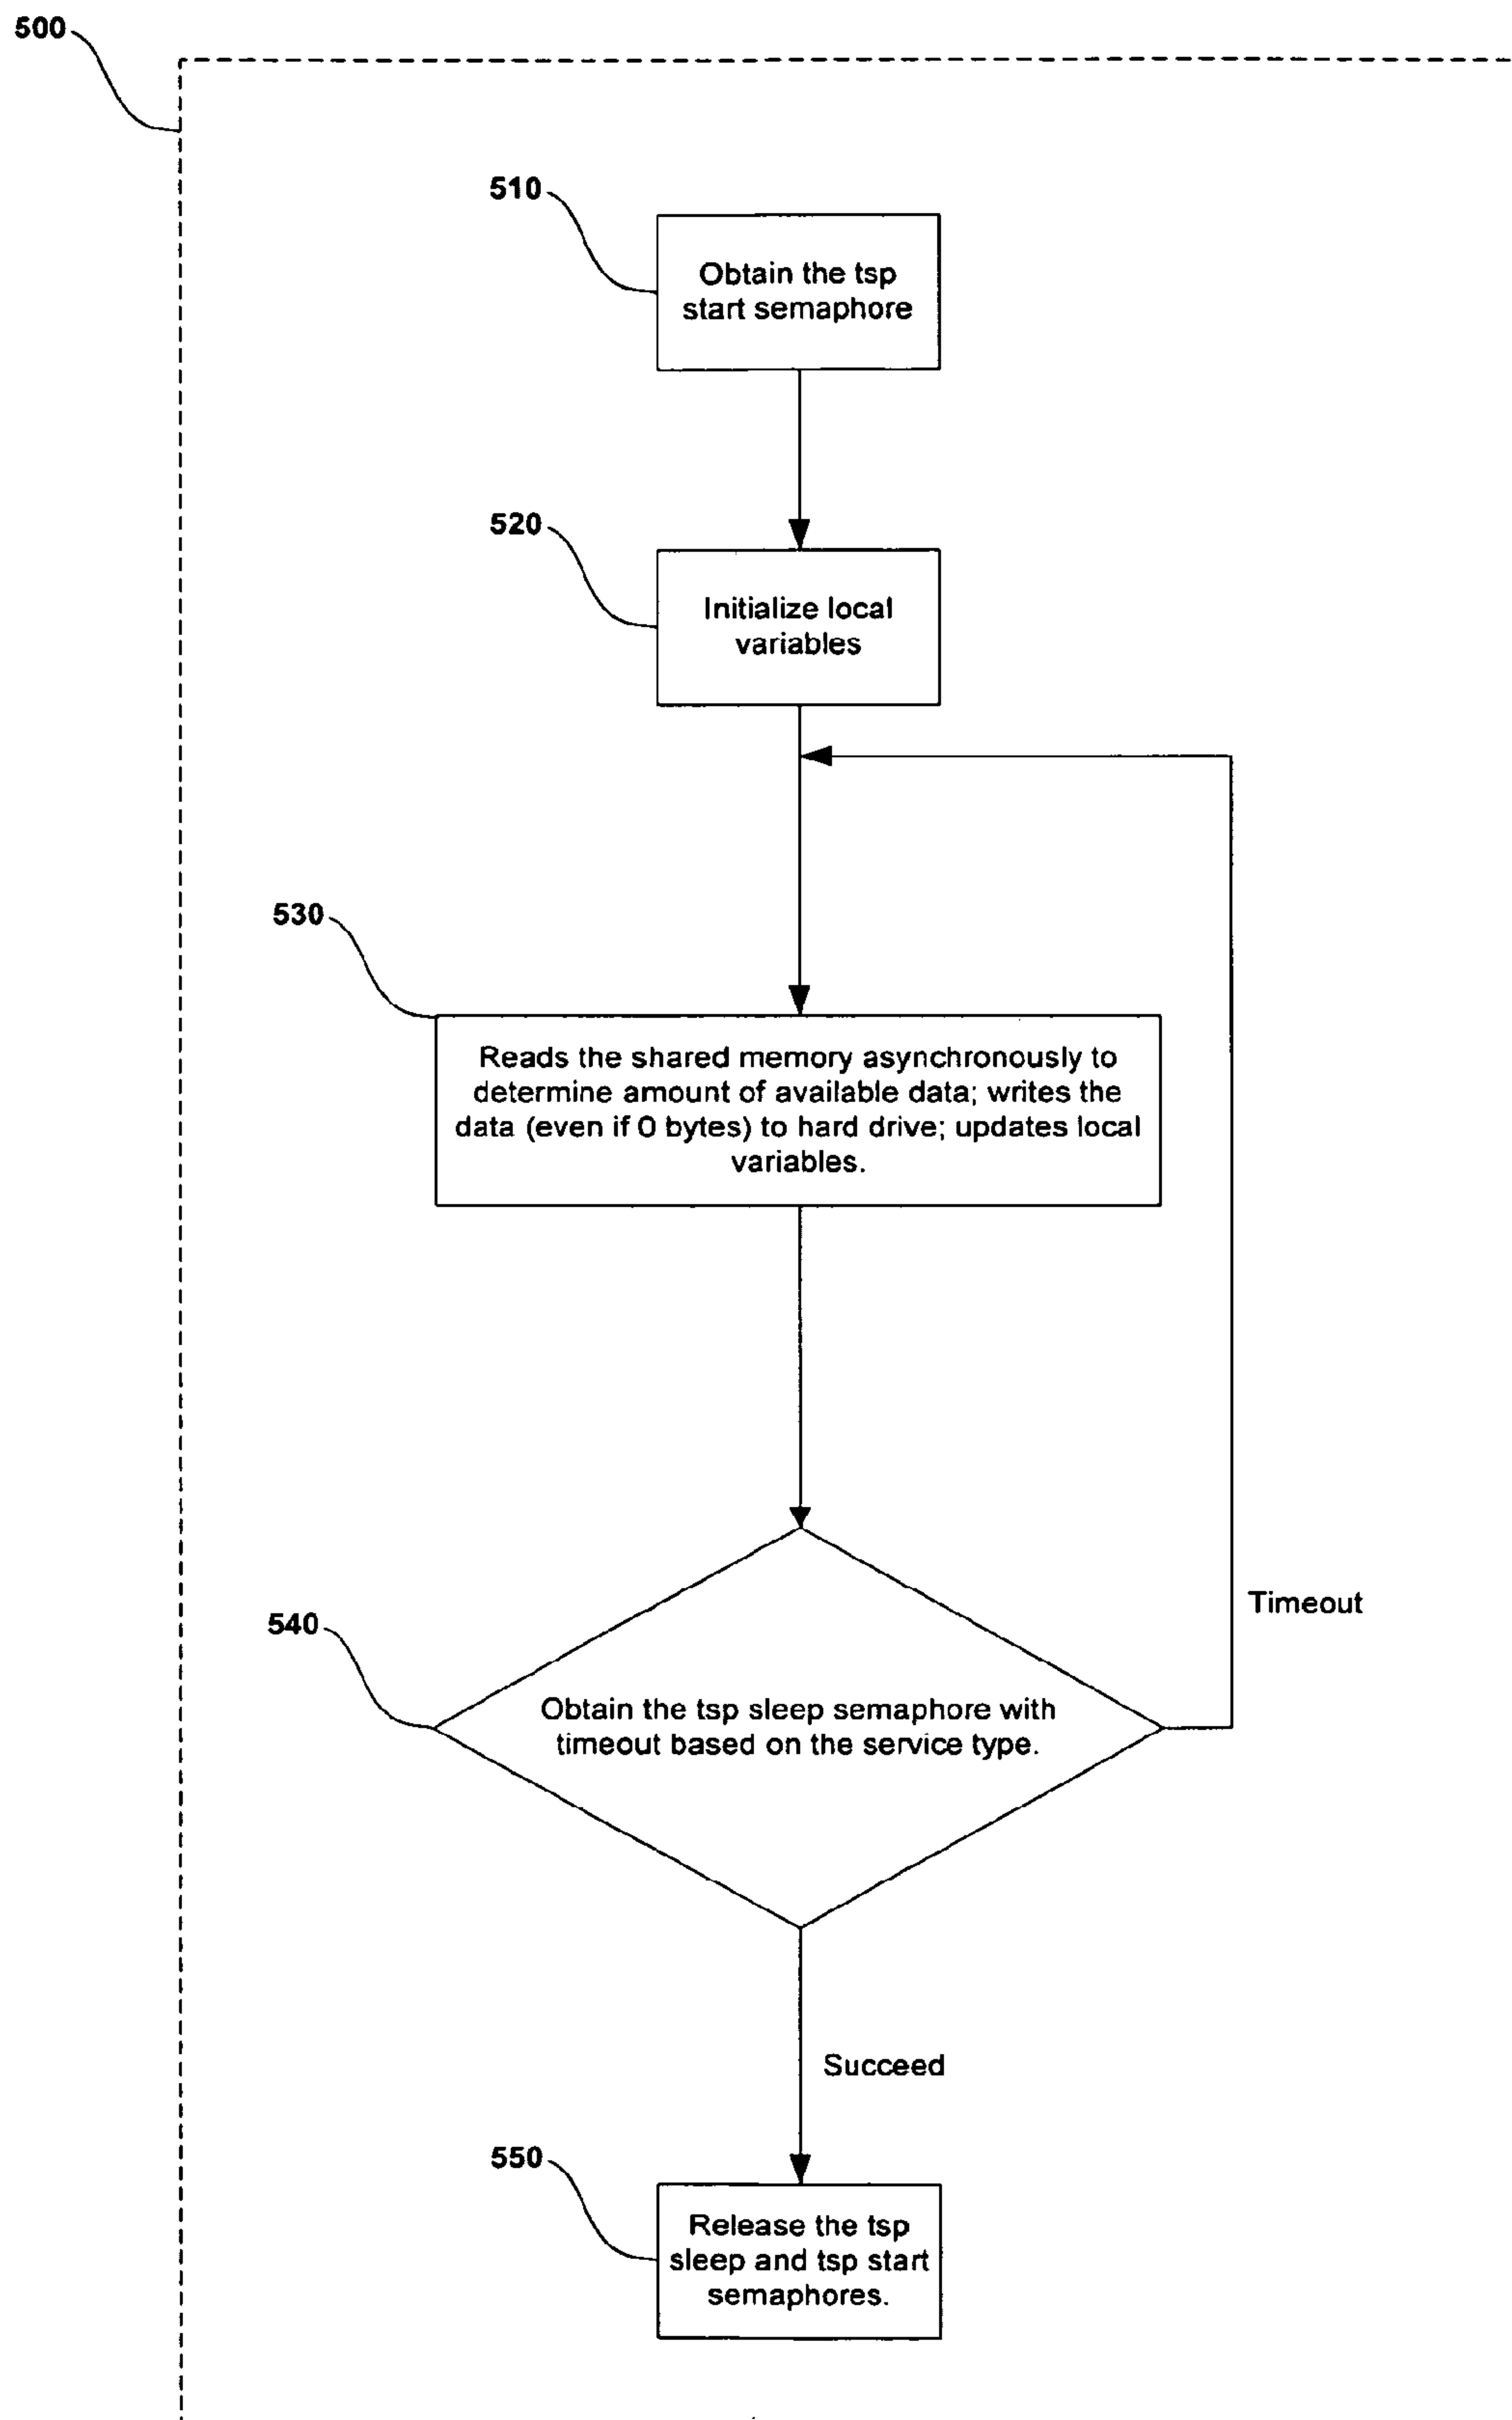 500
510
Obtain the tsp
start semaphore
520
Initialize local
variables
530
Reads the shared memory asynchronously to
determine amount of available data; writes the
data (even if 0 bytes) to hard drive; updates local
variables.
540
Timeout
Obtain the tsp sleep semaphore with
timeout based on the service type.
Succeed
550
Release the tsp
sleep and tsp start
semaphores.